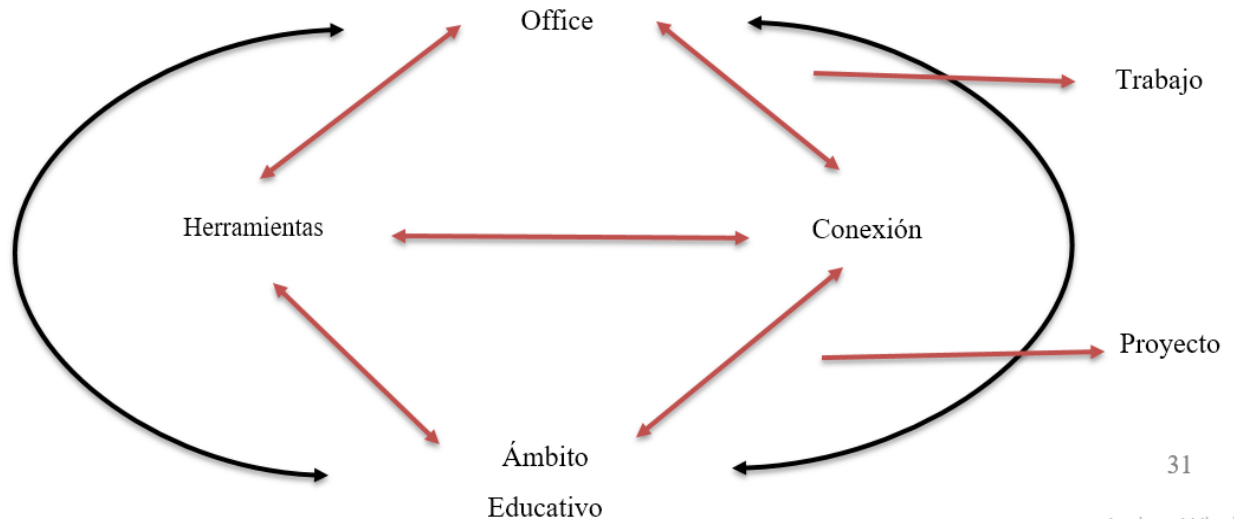 Office
Trabajo
Herramientas
Conexión
Proyecto
Ámbito
Educativo
31